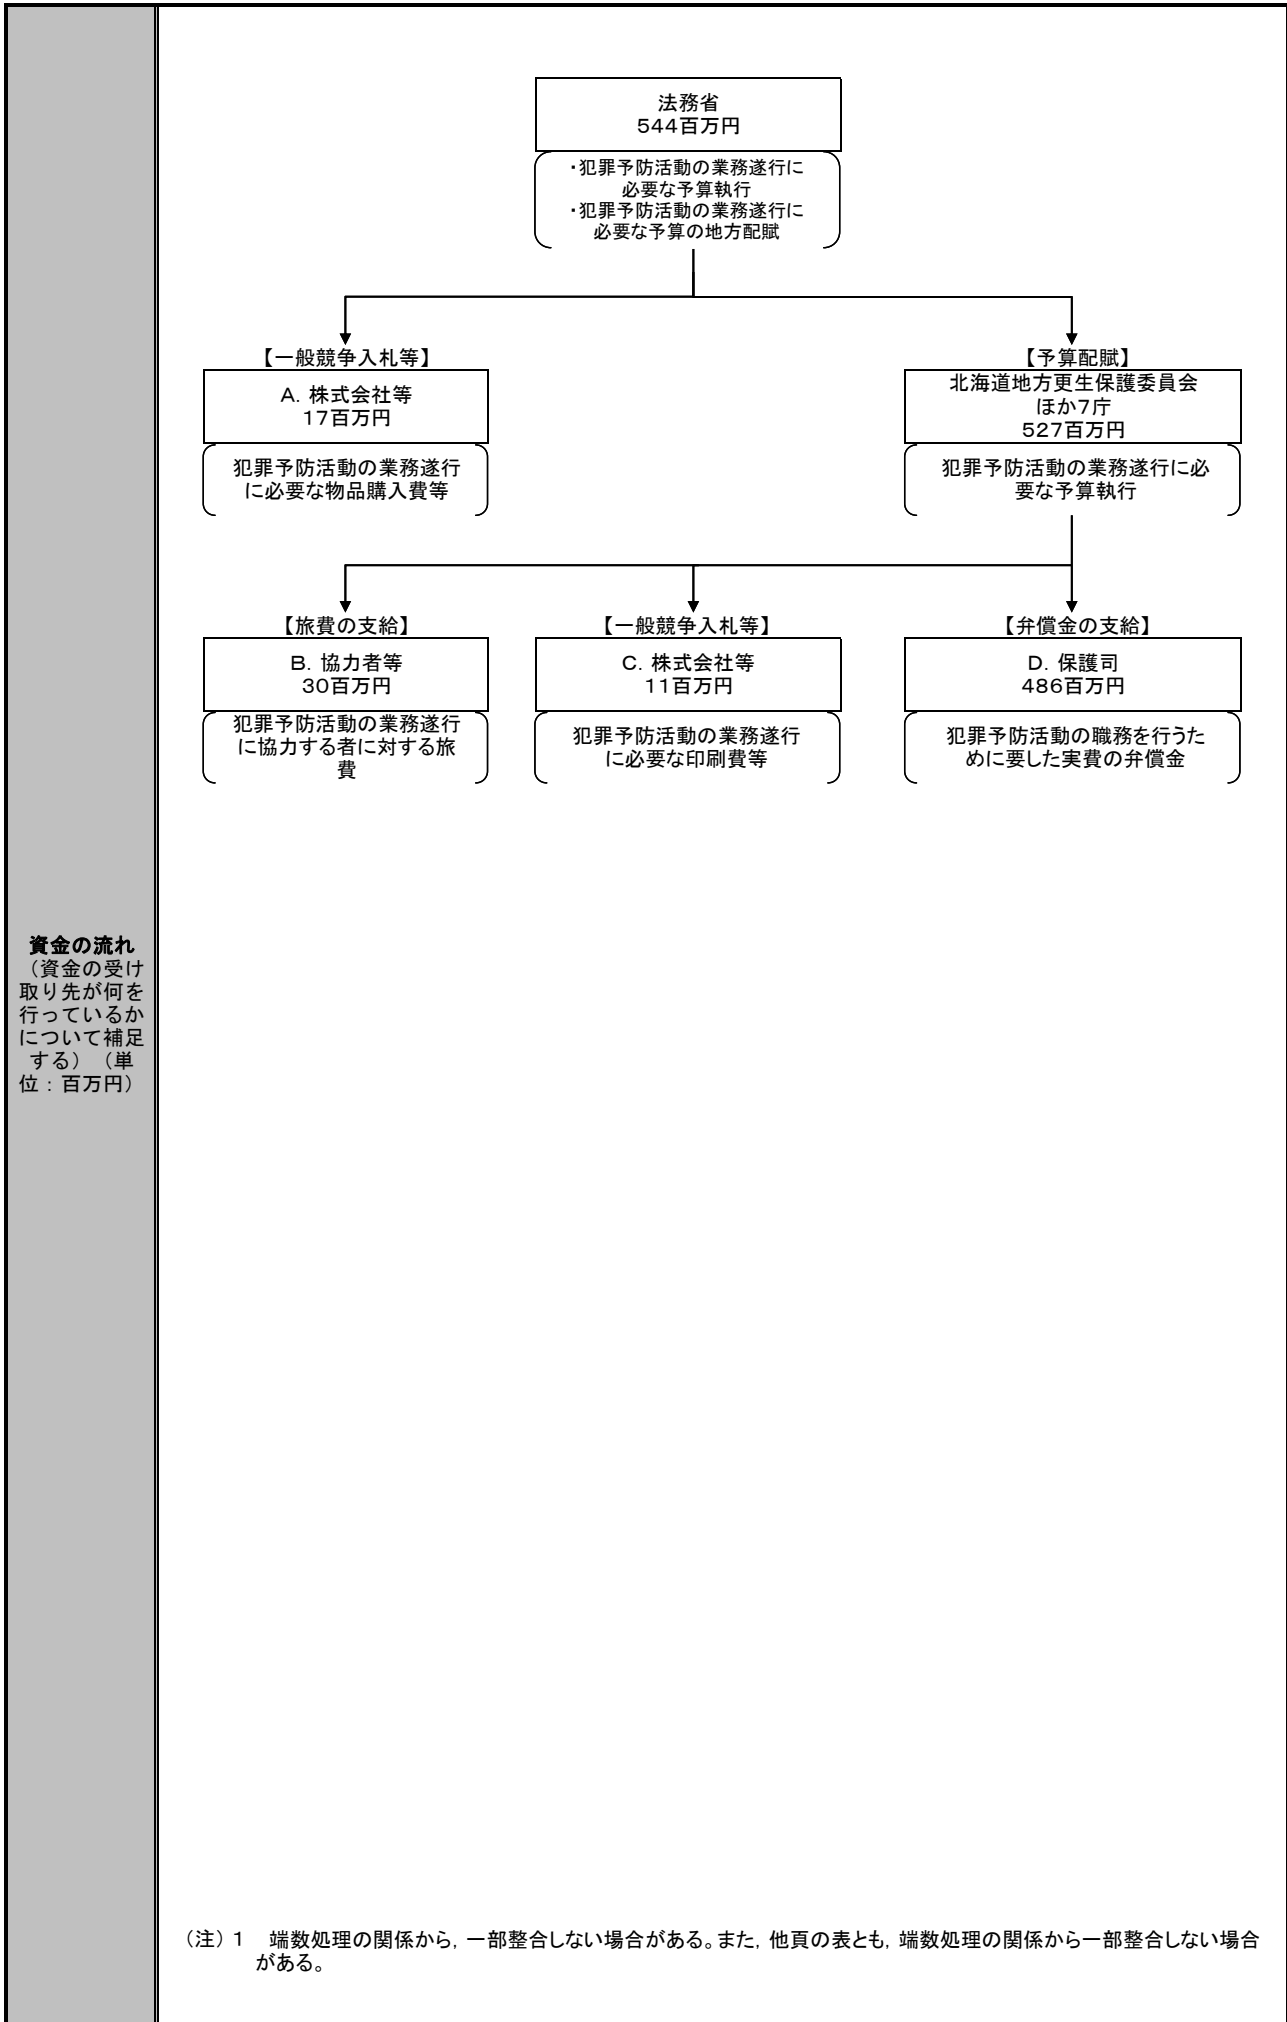 法務省
544百万円
・犯罪予防活動の業務遂行に
必要な予算執行
・犯罪予防活動の業務遂行に
必要な予算の地方配賦
【一般競争入札等】
A．株式会社等
17百万円
犯罪予防活動の業務遂行
に必要な物品購入費等
【予算配賦】
北海道地方更生保護委員会
ほか7庁
527百万円
犯罪予防活動の業務遂行に必
要な予算執行
【旅費の支給】
B．協力者等
30百万円
犯罪予防活動の業務遂行
に協力する者に対する旅
費
【一般競争入札等】
C．株式会社等
11百万円
犯罪予防活動の業務遂行
に必要な印刷費等
【弁償金の支給】
D．保護司
486百万円
犯罪予防活動の職務を行うた
めに要した実費の弁償金
資金の流れ
（資金の受け
取り先が何を
行っているか
について補足
する）（単
位：百万円）
（注）1　端数処理の関係から，一部整合しない場合がある。また，他頁の表とも，端数処理の関係から一部整合しない場合
がある。